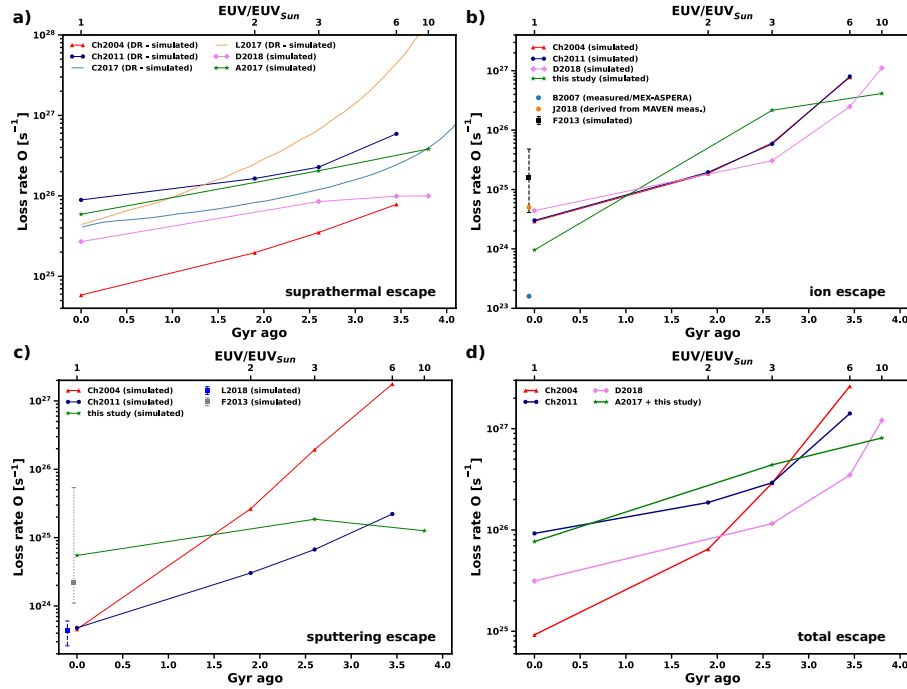 a)
EUV/EUV_Sun
1 2 3 6 10
Ch2004 (DR - simulated)
Ch2011 (DR - simulated)
C2017 (DR - simulated)
L2017 (DR - simulated)
D2018 (simulated)
A2017 (simulated)
10^28
10^27
10^26
10^25
Loss rate O [s^-1]
suprathermal escape
0.0 0.5 1.0 1.5 2.0 2.5 3.0 3.5 4.0
Gyr ago
b)
EUV/EUV_Sun
1 2 3 6 10
Ch2004 (simulated)
Ch2011 (simulated)
D2018 (simulated)
this study (simulated)
B2007 (measured/MEX-ASPERA)
J2018 (derived from MAVEN meas.)
F2013 (simulated)
10^27
10^26
10^25
10^24
10^23
Loss rate O [s^-1]
ion escape
0.0 0.5 1.0 1.5 2.0 2.5 3.0 3.5 4.0
Gyr ago
c)
EUV/EUV_Sun
1 2 3 6 10
Ch2004 (simulated)
Ch2011 (simulated)
this study (simulated)
L2018 (simulated)
F2013 (simulated)
10^27
10^26
10^25
10^24
Loss rate O [s^-1]
sputtering escape
0.0 0.5 1.0 1.5 2.0 2.5 3.0 3.5 4.0
Gyr ago
d)
EUV/EUV_Sun
1 2 3 6 10
Ch2004
Ch2011
D2018
A2017 + this study)
10^27
10^26
10^25
Loss rate O [s^-1]
total escape
0.0 0.5 1.0 1.5 2.0 2.5 3.0 3.5 4.0
Gyr ago